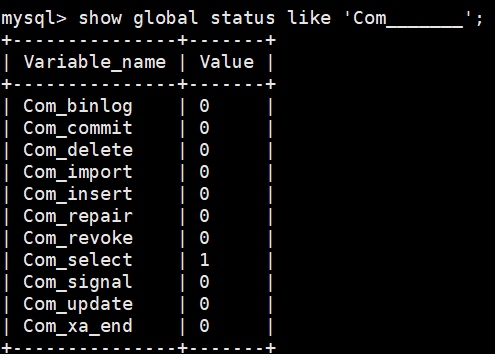 mysql> show global status like 'Com_______';
+---------------+-------+
| Variable_name | Value |
+---------------+-------+
| Com_binlog    | 0     |
| Com_commit    | 0     |
| Com_delete    | 0     |
| Com_import    | 0     |
| Com_insert    | 0     |
| Com_repair    | 0     |
| Com_revoke    | 0     |
| Com_select    | 1     |
| Com_signal    | 0     |
| Com_update    | 0     |
| Com_xa_end    | 0     |
+---------------+-------+